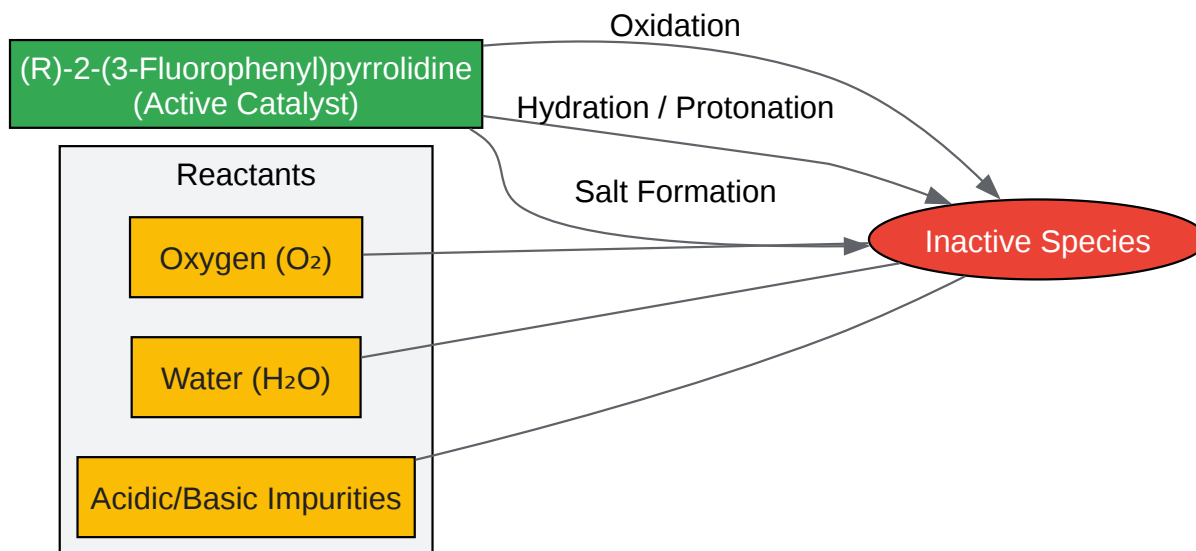 Oxidation
(R)-2-(3-Fluorophenyl)pyrrolidine
(Active Catalyst)
Hydration / Protonation
Salt Formation
Reactants
Oxygen (O₂)
Inactive Species
Water (H₂O)
Acidic/Basic Impurities